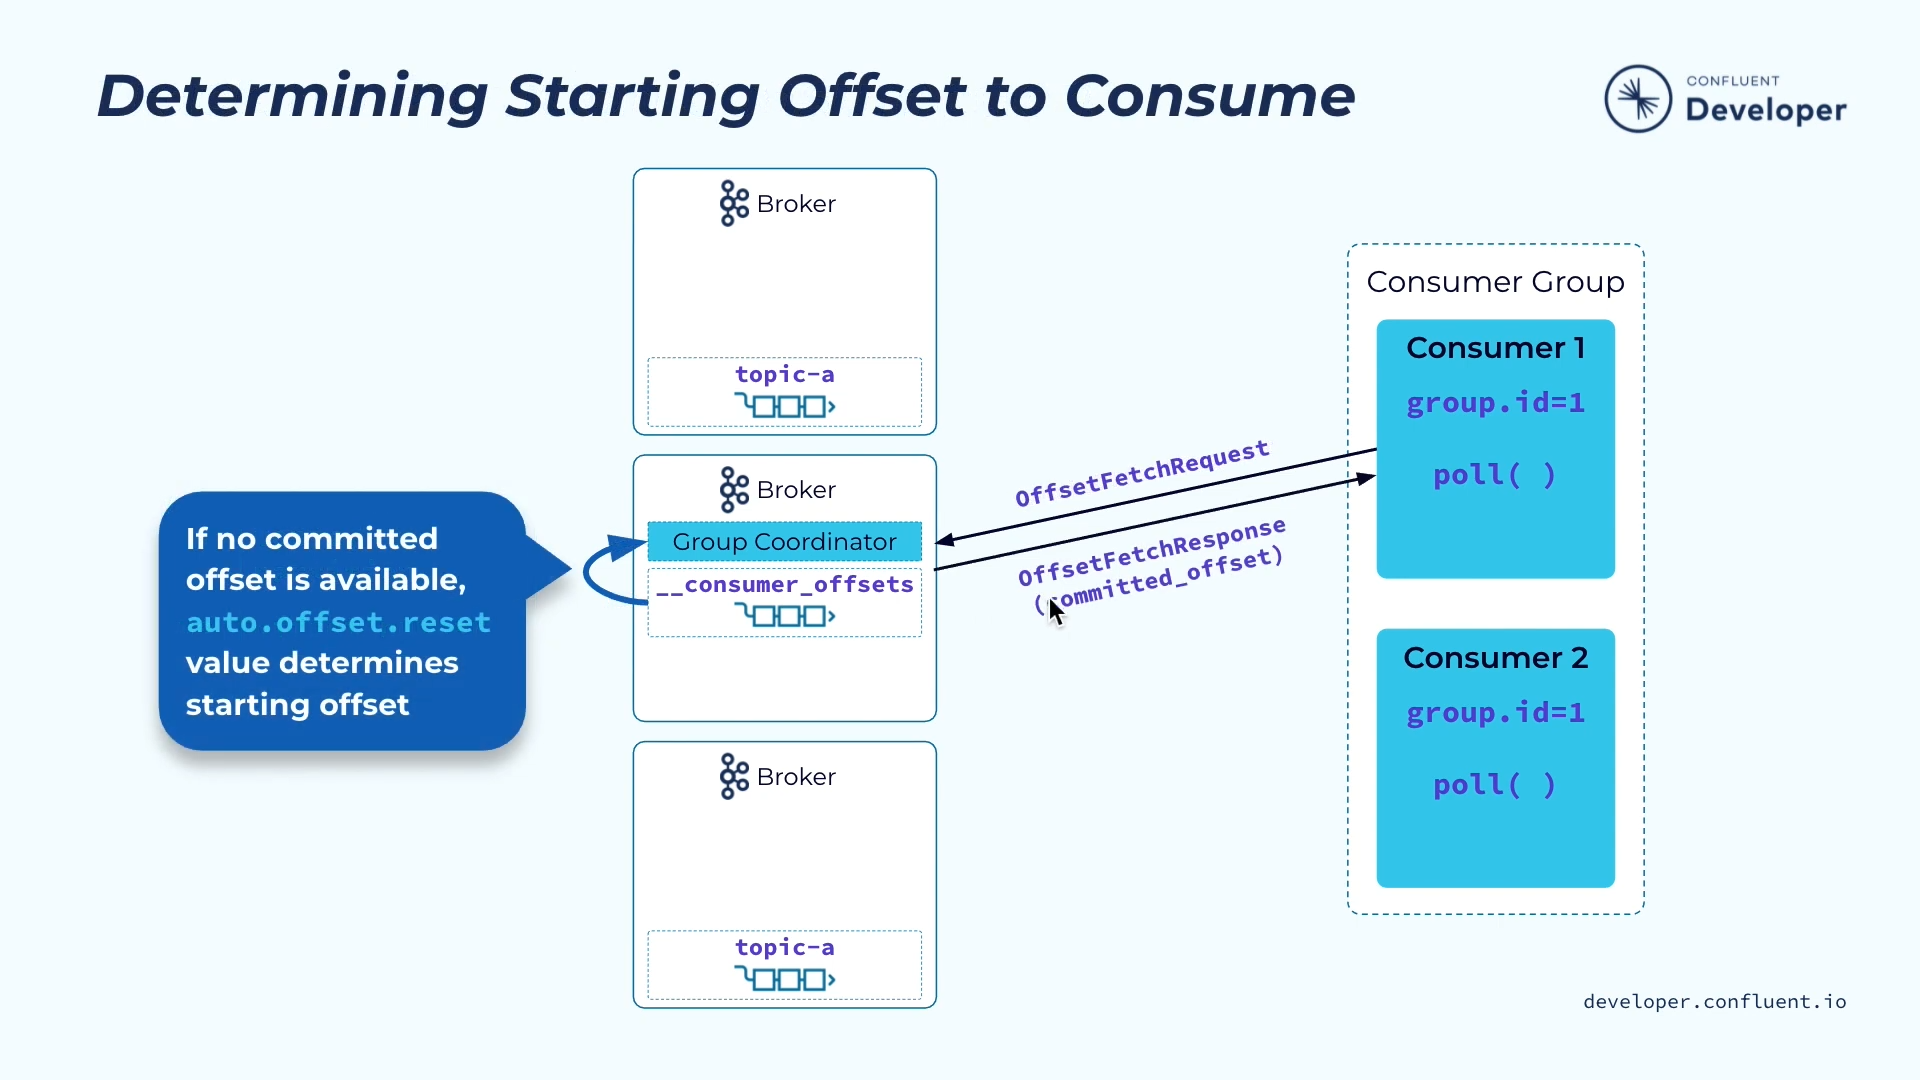 Determining Starting Offset to Consume
CONFLUENT
Developer
Broker
topic-a
Broker
Group Coordinator
__consumer_offsets
Broker
topic-a
If no committed
offset is available,
auto.offset.reset
value determines
starting offset
OffsetFetchRequest
OffsetFetchResponse
(committed_offset)
Consumer Group
Consumer 1
group.id=1
poll( )
Consumer 2
group.id=1
poll( )
developer.confluent.io